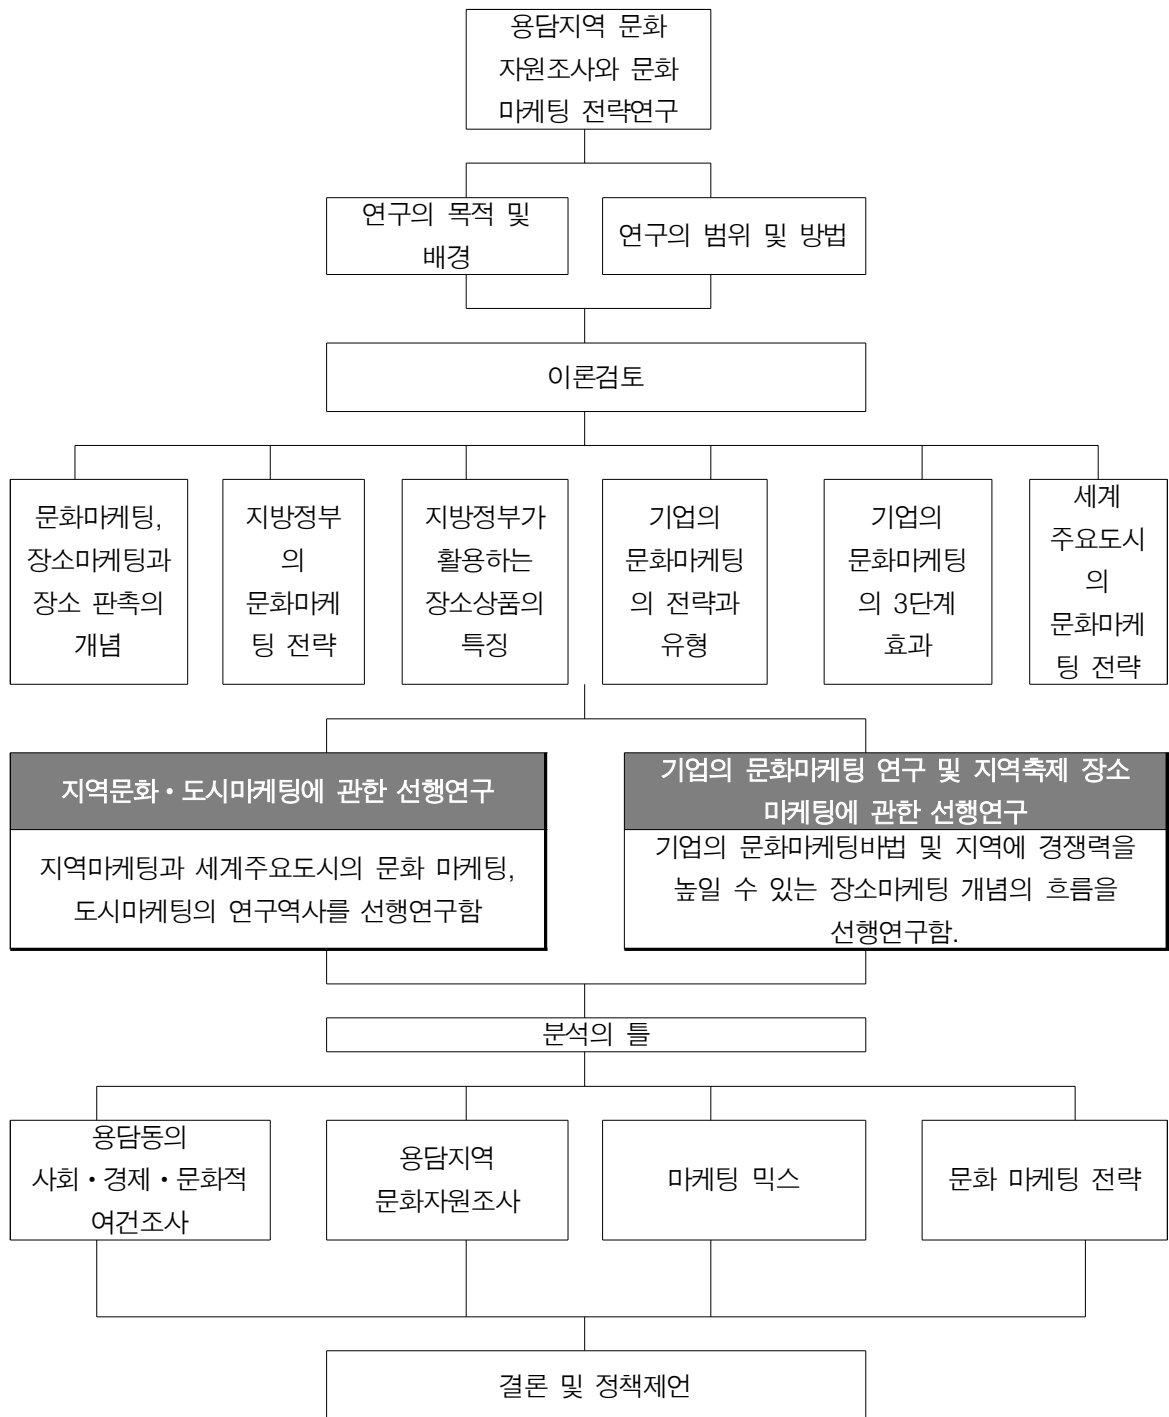 용담지역 문화
자원조사와 문화
마케팅 전략연구
연구의 목적 및
배경
연구의 범위 및 방법
이론검토
문화마케팅,
장소마케팅과
장소 판촉의
개념
지방정부
의
문화마케
팅 전략
지방정부가
활용하는
장소상품의
특징
기업의
문화마케팅
의 전략과
유형
기업의
문화마케팅
의 3단계
효과
세계
주요도시
의
문화마케
팅 전략
지역문화・도시마케팅에 관한 선행연구
지역마케팅과 세계주요도시의 문화 마케팅,
도시마케팅의 연구역사를 선행연구함
기업의 문화마케팅 연구 및 지역축제 장소
마케팅에 관한 선행연구
기업의 문화마케팅바법 및 지역에 경쟁력을
높일 수 있는 장소마케팅 개념의 흐름을
선행연구함.
분석의 틀
용담동의
사회・경제・문화적
여건조사
용담지역
문화자원조사
마케팅 믹스
문화 마케팅 전략
결론 및 정책제언